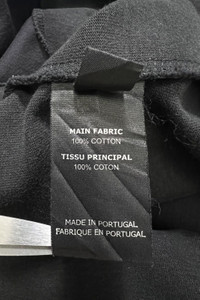 MAIN FABRIC
100% COTTON
TISSU PRINCIPAL
100% COTON
MADE IN PORTUGAL
FABRIQUE EN PORTUGAL